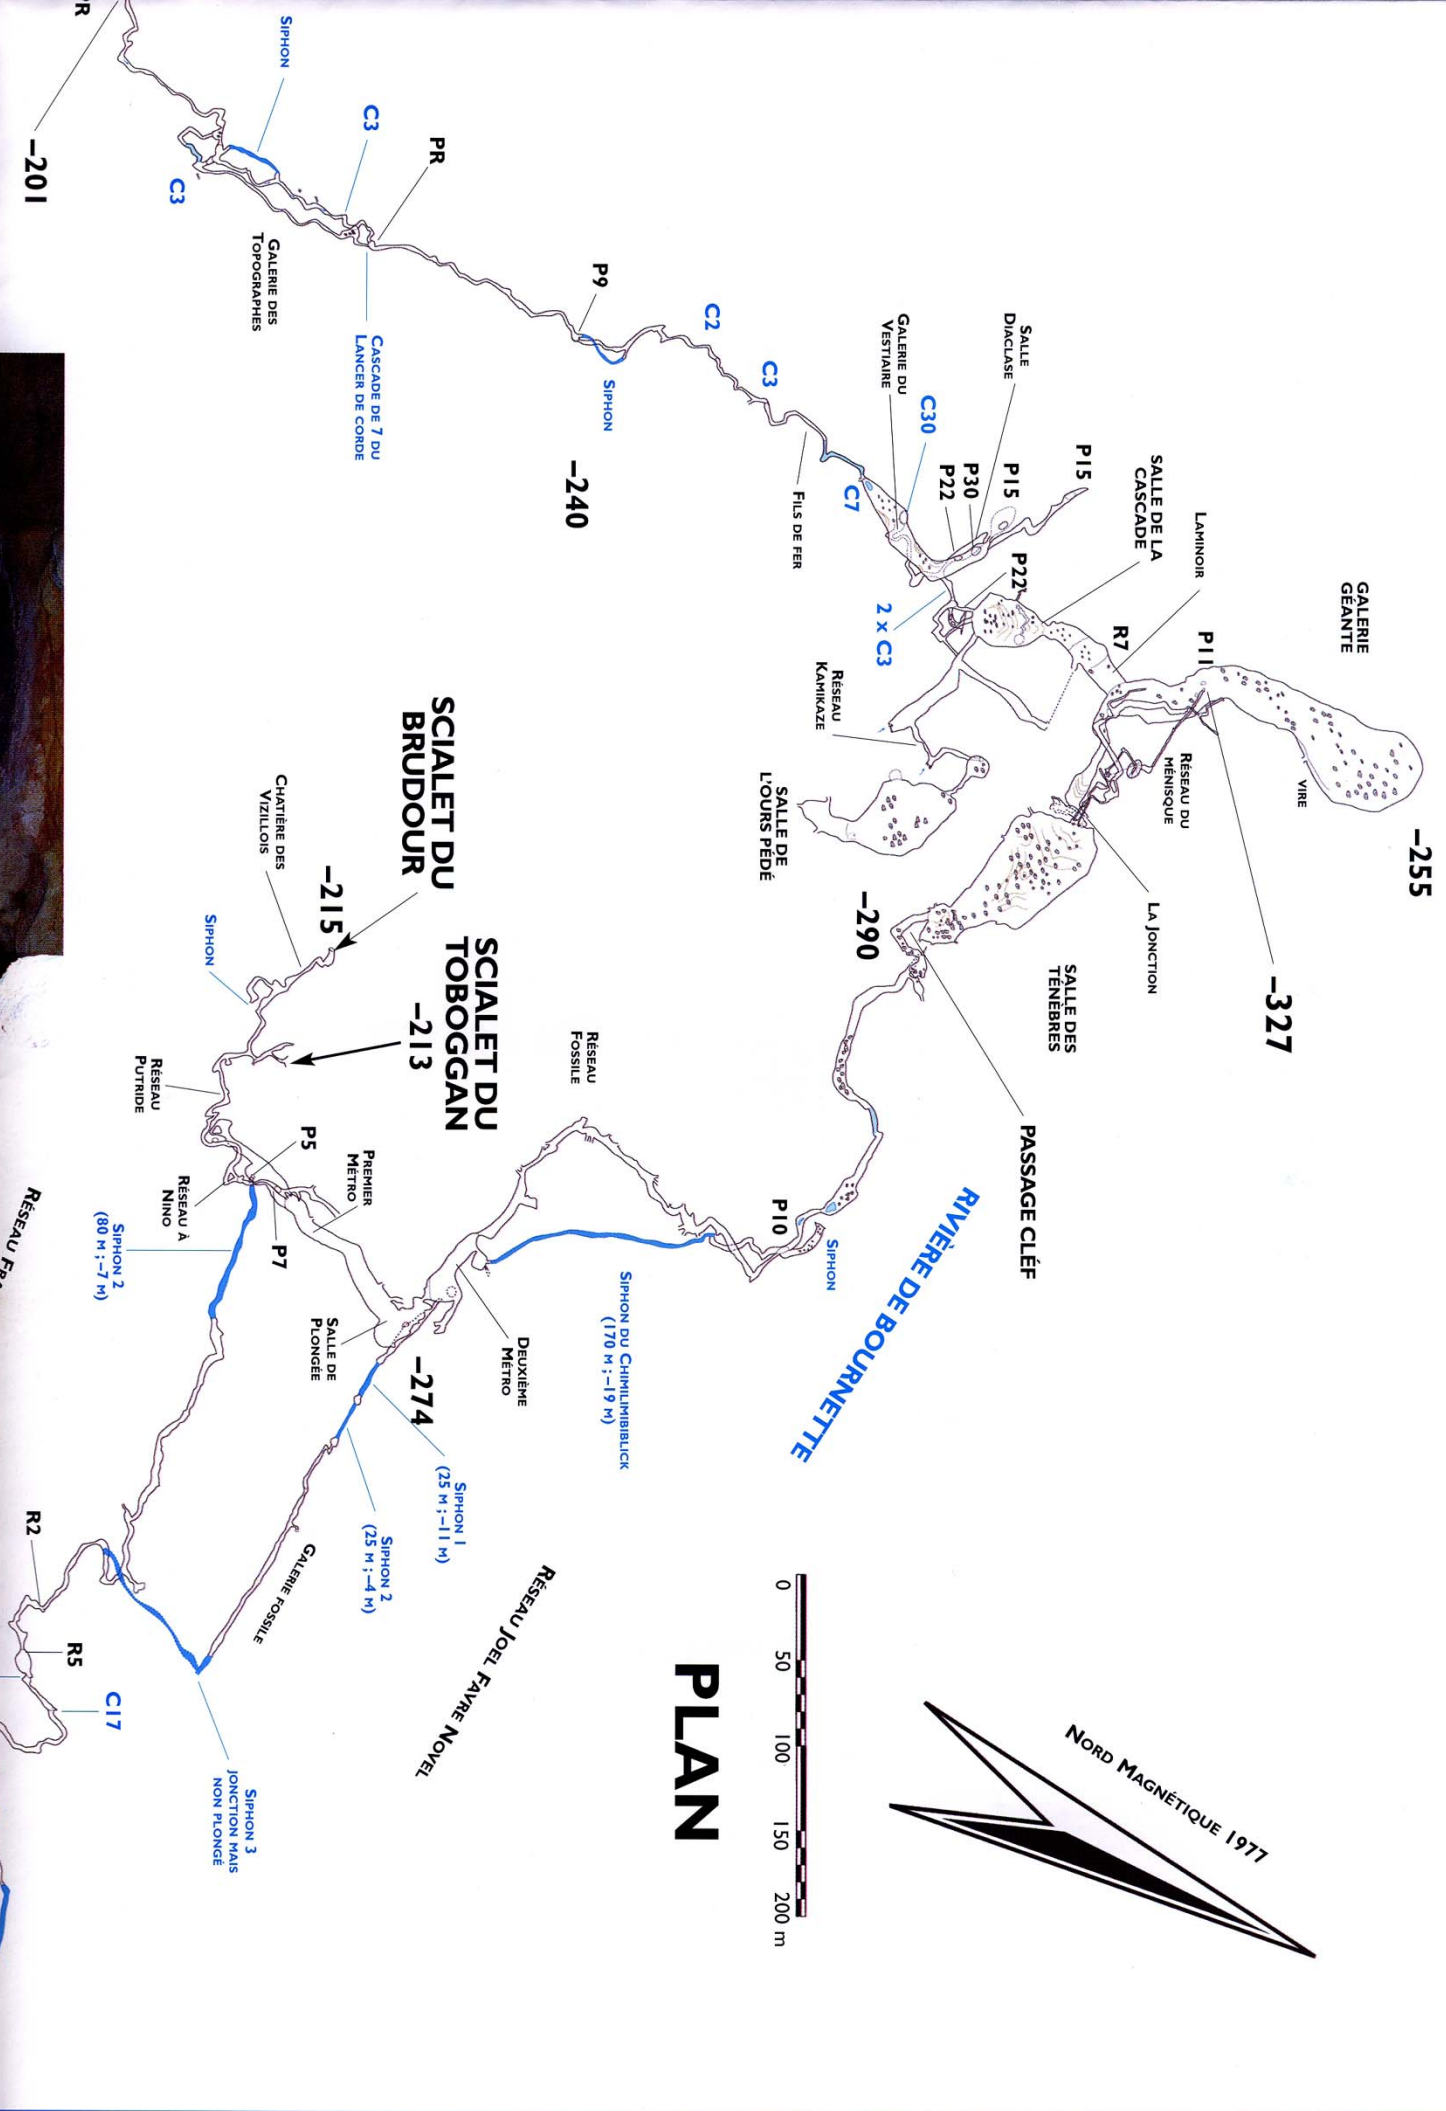 PR
–201
SIPHON
C3
C3
PR
GALERIE DES
TOPOGRAPHES
CASCADE DE 7 DU
LANCER DE CORDE
P9
SIPHON
–240
C2
C3
FILS DE FER
C7
GALERIE DU
VESTIAIRE
C30
SALLE
DIACLASE
P22
P30
P15
P15
P22
2 x C3
SALLE DE LA
CASCADE
LAMINOIR
R7
P11
GALERIE
GÉANTE
VIRE
–255
RÉSEAU
KAMIKAZE
SALLE DE
L'OURS PÉDÉ
RÉSEAU DU
MÉNISQUE
LA JONCTION
–327
SALLE DES
TÉNÈBRES
–290
PASSAGE CLÉF
RIVIÈRE DE BOURNETTE
SCIALET DU
BRUDOUR
–215
CHATIÈRE DES
VIZILLOIS
SIPHON
SCIALET DU
TOBOGGAN
–213
RÉSEAU
FOSSILE
RÉSEAU
PUTRIDE
P5
PREMIER
MÉTRO
RÉSEAU À
NINO
P7
P10
SIPHON
SIPHON DU CHIMILIMIBIBLICK
(170 M ; –19 M)
SIPHON 2
(80 M ; –7 M)
SALLE DE
PLONGÉE
DEUXIÈME
MÉTRO
–274
SIPHON 1
(25 M ; –11 M)
SIPHON 2
(25 M ; –4 M)
GALERIE FOSSILE
RÉSEAU JOEL FAVRE NOVEL
R2
R5
C17
SIPHON 3
JONCTION MAIS
NON PLONGÉ
RÉSEAU
PLAN
0 50 100 150 200 m
NORD MAGNÉTIQUE 1977